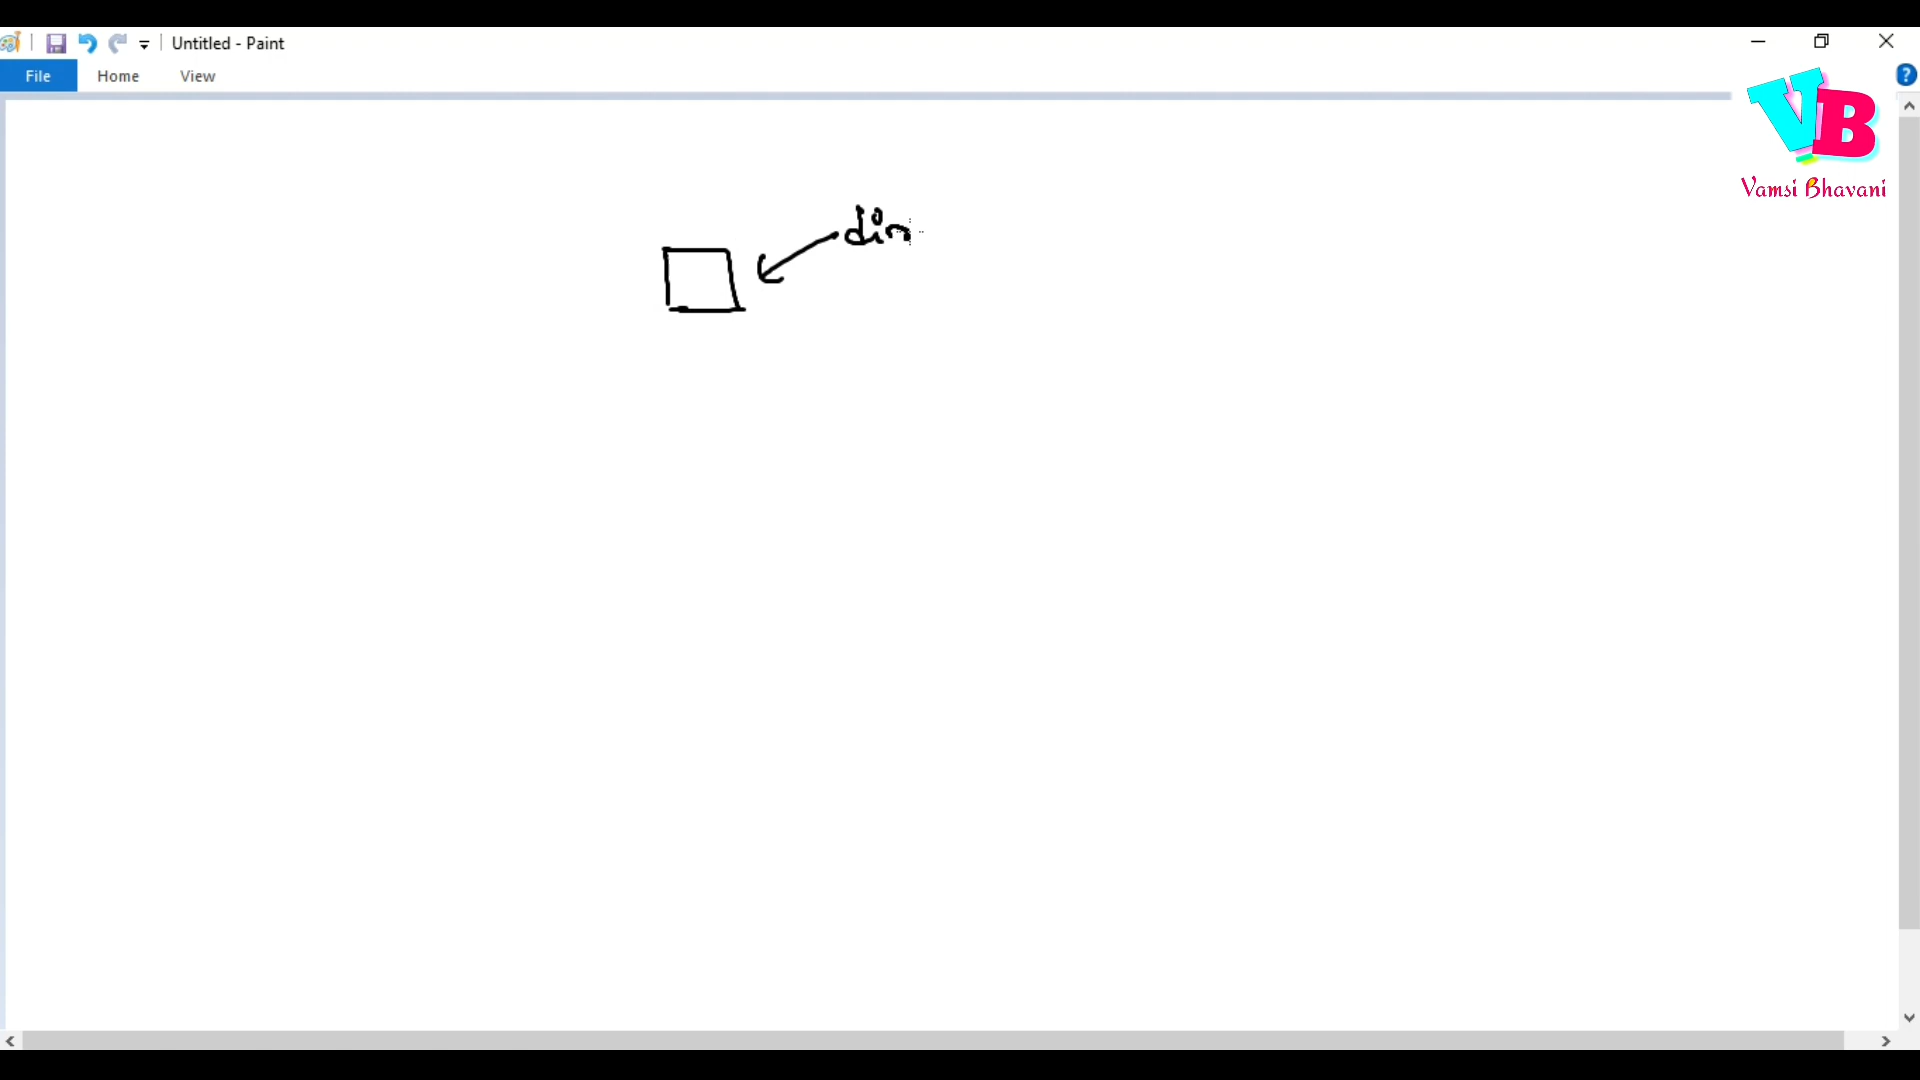 Untitled - Paint
File Home View
VB
Vamsi Bhavani
din